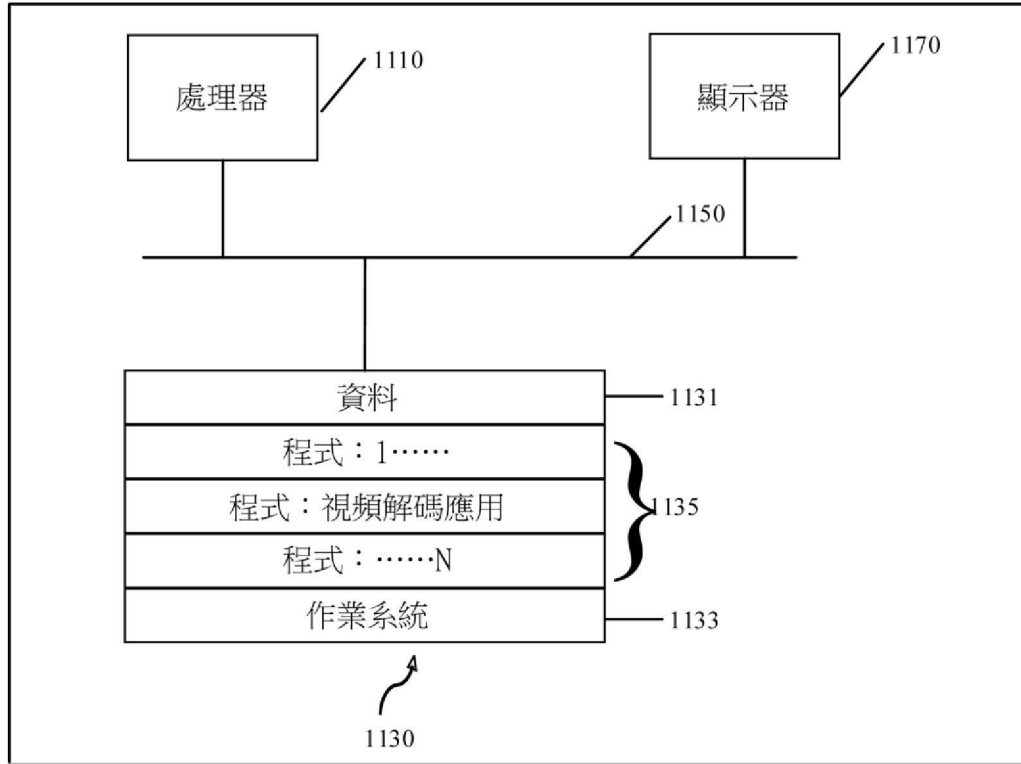 處理器
1110
顯示器
1170
1150
資料
1131
程式：1……
程式：視頻解碼應用
1135
程式：……N
作業系統
1133
1130